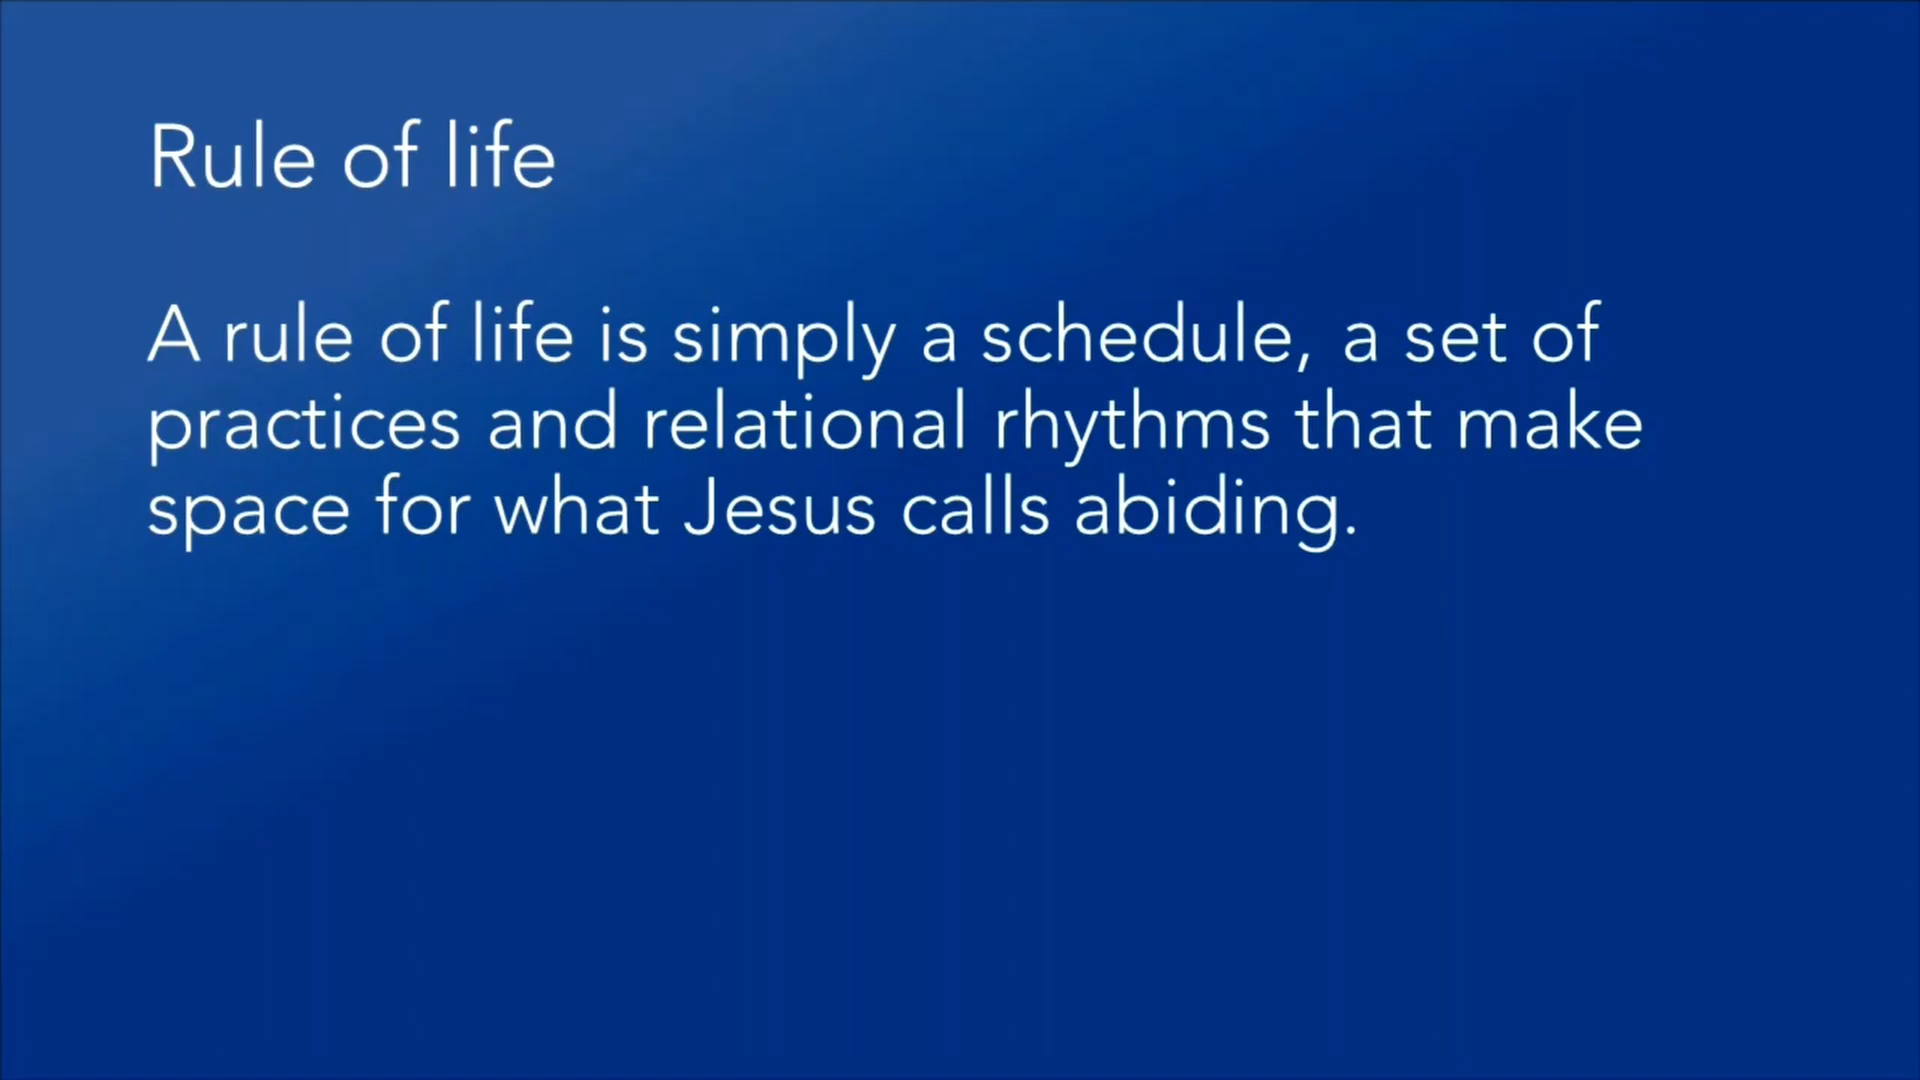 Rule of life
A rule of life is simply a schedule, a set of
practices and relational rhythms that make
space for what Jesus calls abiding.